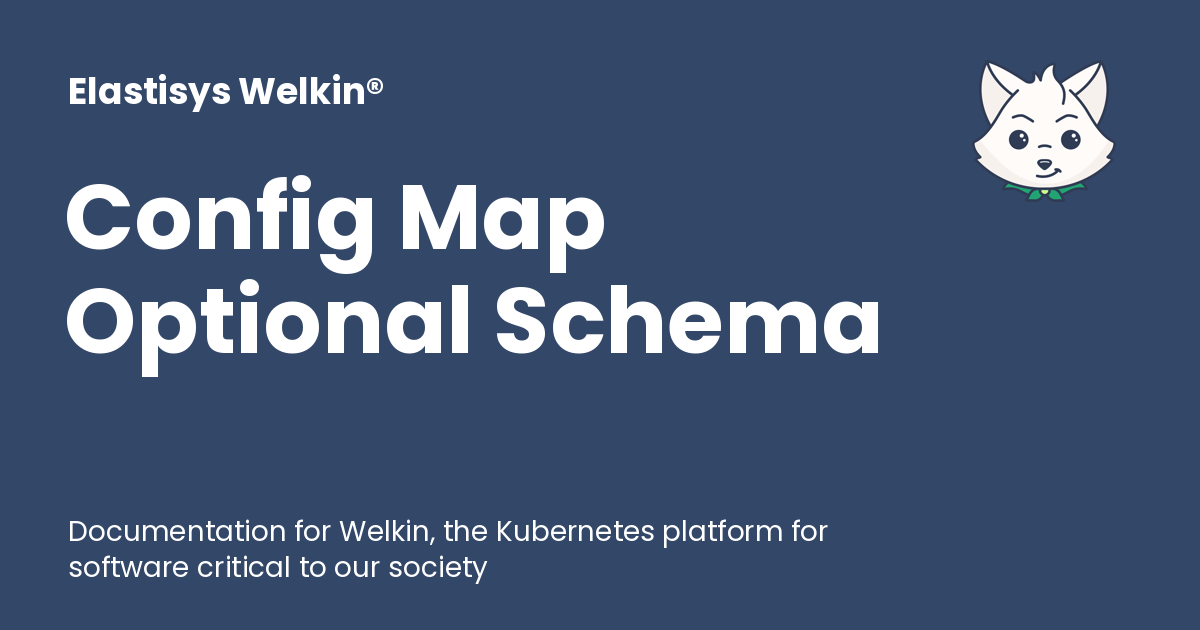 Elastisys Welkin®
Config Map
Optional Schema
Documentation for Welkin, the Kubernetes platform for
software critical to our society